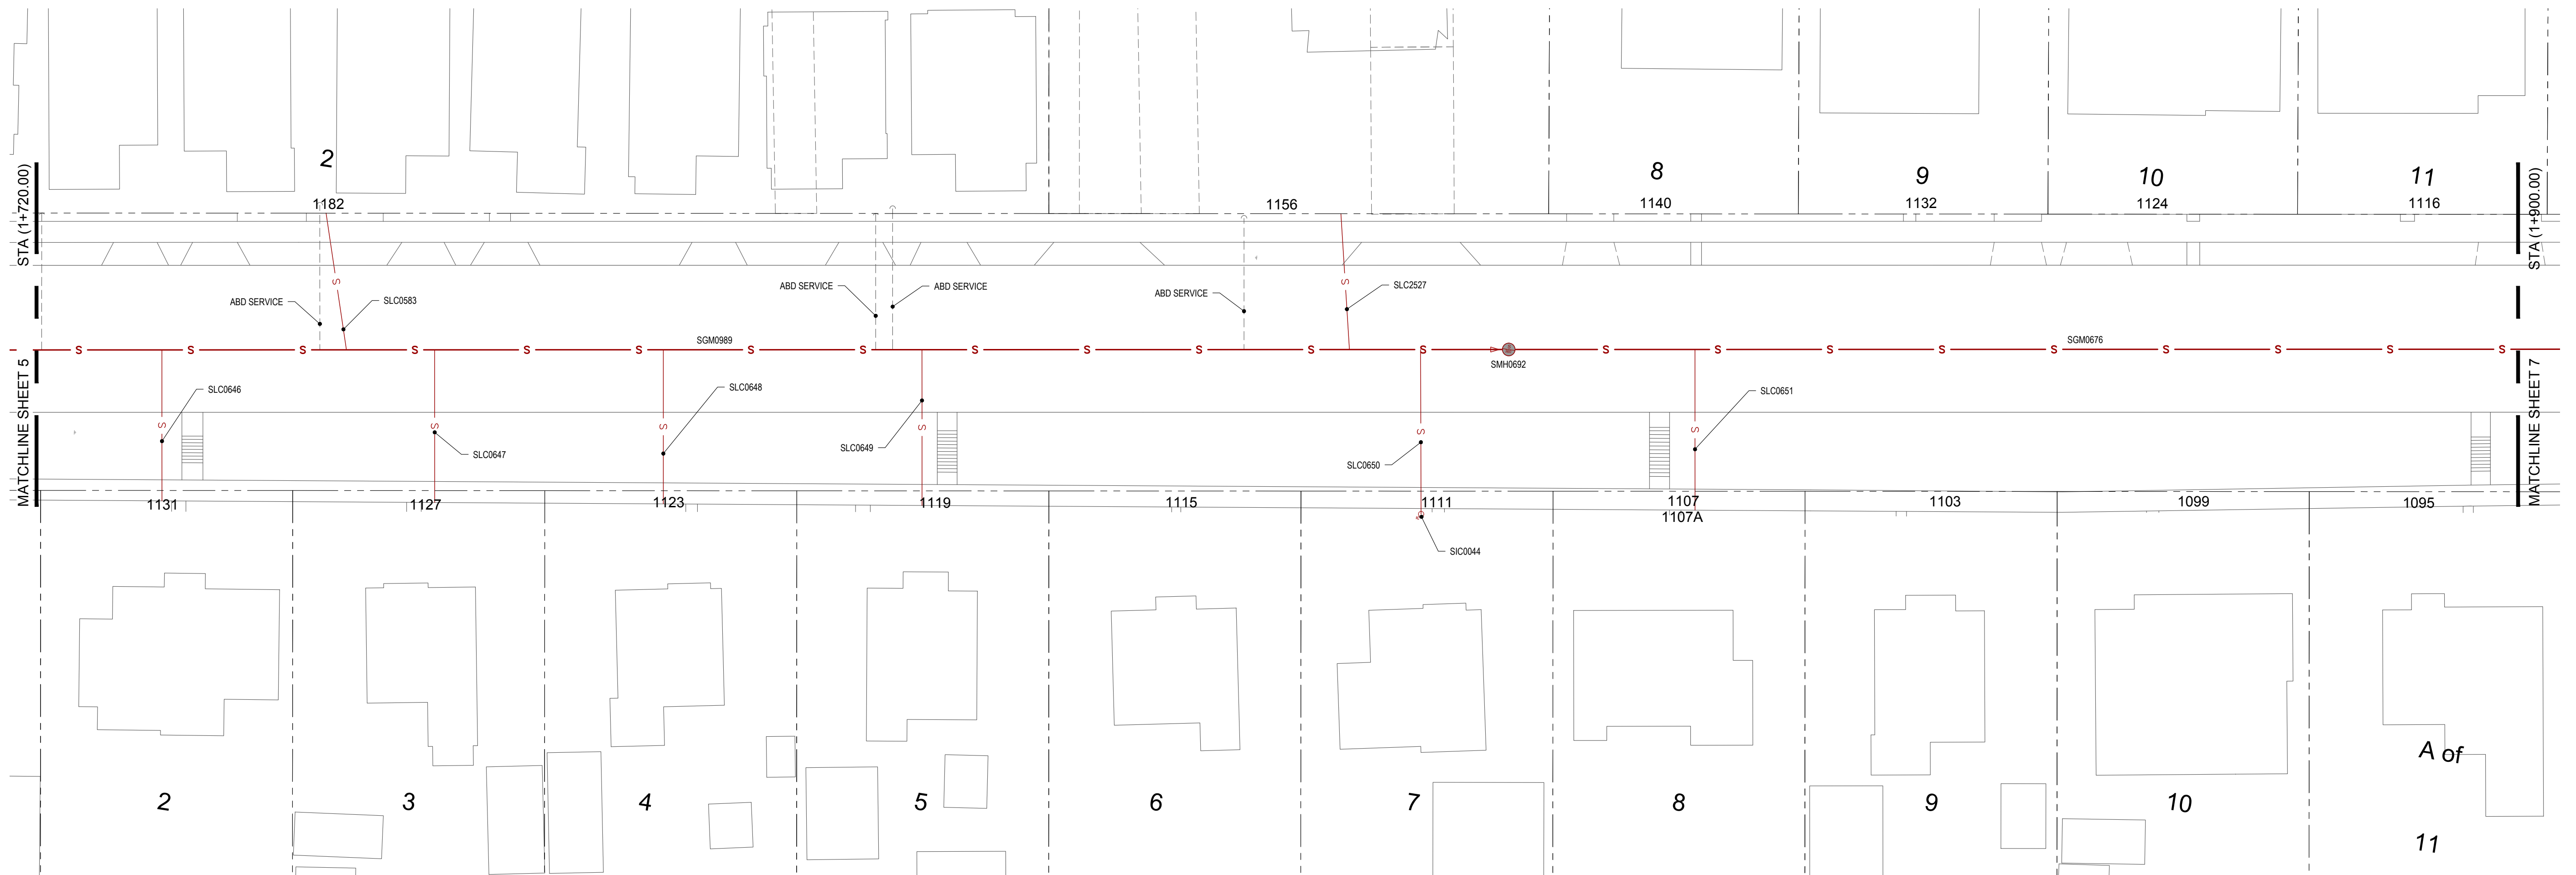 2
8
9
10
11
STA (1+720.00)
STA (1+900.00)
1182
1156
1140
1132
1124
1116
S
S
ABD SERVICE
SLC0583
ABD SERVICE
ABD SERVICE
ABD SERVICE
SLC2527
SGM0989
SGM0676
S S S S S S S S S S S S S S S S S S S S S S
SMH0692
MATCHLINE SHEET 5
MATCHLINE SHEET 7
SLC0646
SLC0648
SLC0651
S
S
S
S
S
S
SLC0647
SLC0649
SLC0650
1131
1127
1123
1119
1115
1111
1107
1103
1099
1095
1107A
SIC0044
A of
2
3
4
5
6
7
8
9
10
11